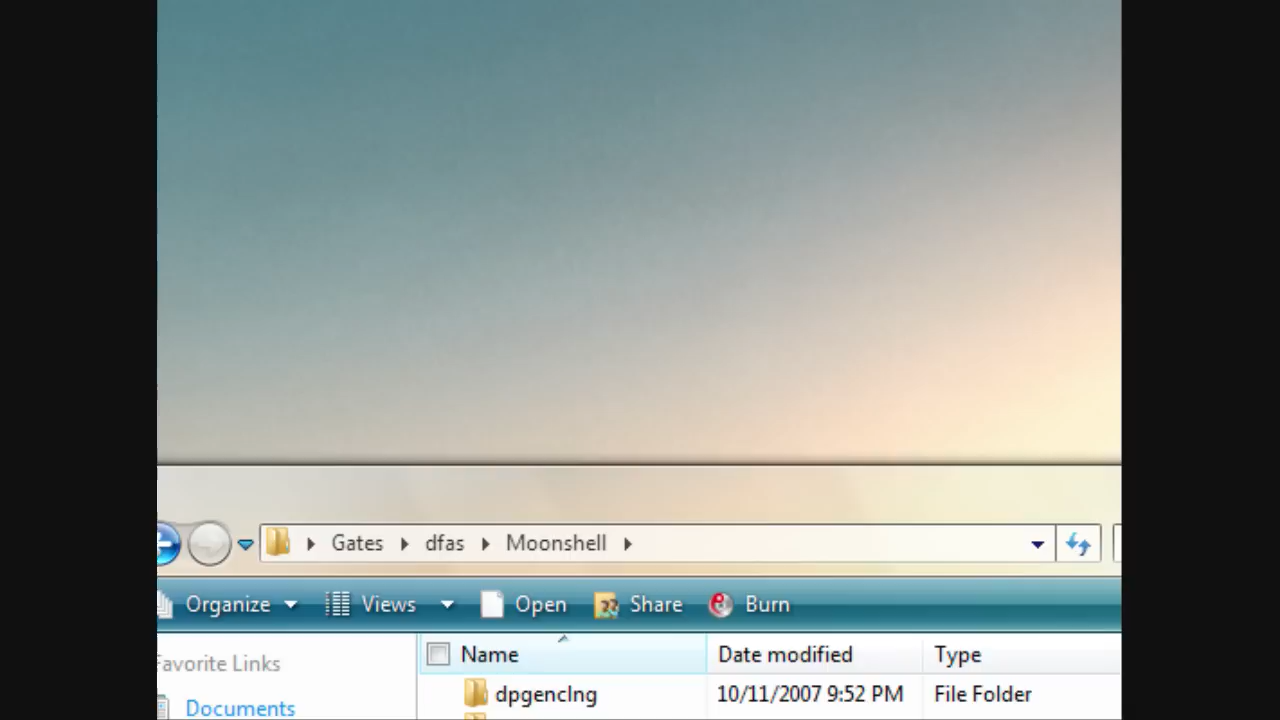 Gates dfas Moonshell
Organize Views Open Share Burn
Favorite Links Name Date modified Type
dpgenclng 10/11/2007 9:52 PM File Folder
Documents